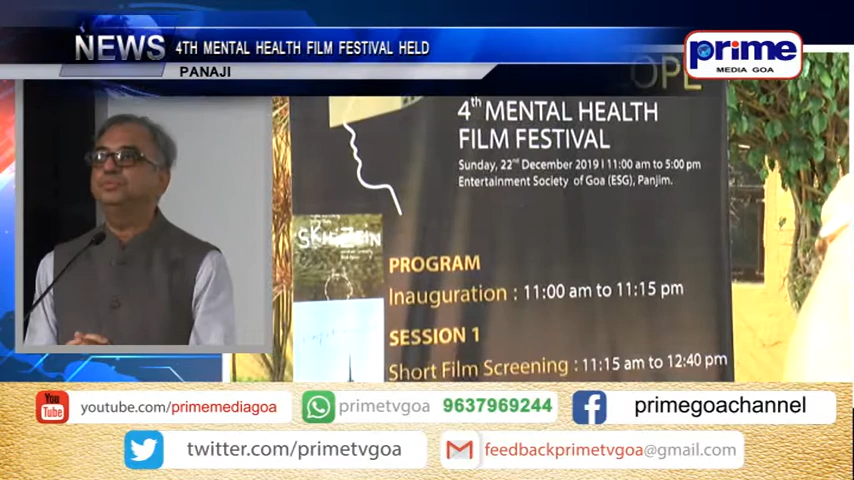 NEWS 4TH MENTAL HEALTH FILM FESTIVAL HELD
PANAJI
prime
MEDIA GOA
OPE
4th MENTAL HEALTH
FILM FESTIVAL
Sunday, 22nd December 2019 I 11:00 am to 5:00 pm
Entertainment Society of Goa (ESG), Panjim.
PROGRAM
Inauguration : 11:00 am to 11:15 pm
SESSION 1
Short Film Screening : 11:15 am to 12:40 pm
You Tube youtube.com/primemediagoa
primetvgoa 9637969244
primegoachannel
twitter.com/primetvgoa
feedbackprimetvgoa@gmail.com